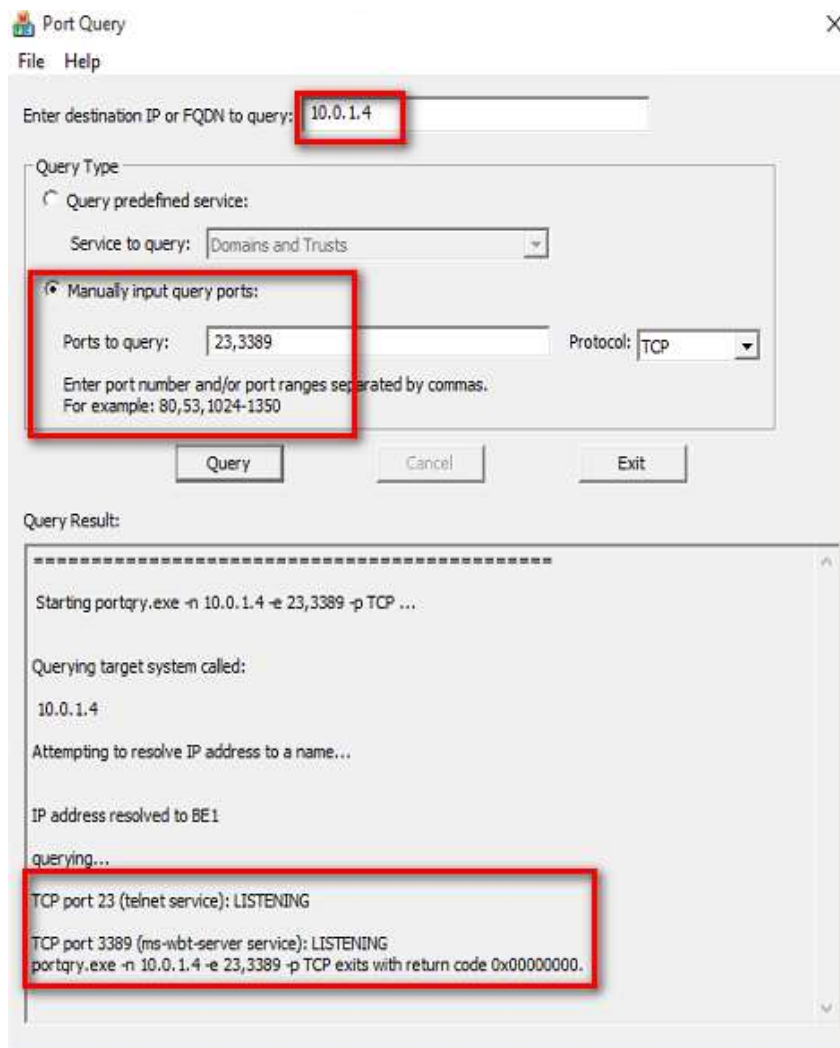 Port Query
File Help
Enter destination IP or FQDN to query: 10.0.1.4
Query Type
Query predefined service:
Service to query: Domains and Trusts
Manually input query ports:
Ports to query: 23,3389 Protocol: TCP
Enter port number and/or port ranges separated by commas.
For example: 80,53,1024-1350
Query Cancel Exit
Query Result:
=============================================
Starting portqry.exe -n 10.0.1.4 -e 23,3389 -p TCP ...
Querying target system called:
10.0.1.4
Attempting to resolve IP address to a name...
IP address resolved to BE1
querying...
TCP port 23 (telnet service): LISTENING
TCP port 3389 (ms-wbt-server service): LISTENING
portqry.exe -n 10.0.1.4 -e 23,3389 -p TCP exits with return code 0x00000000.